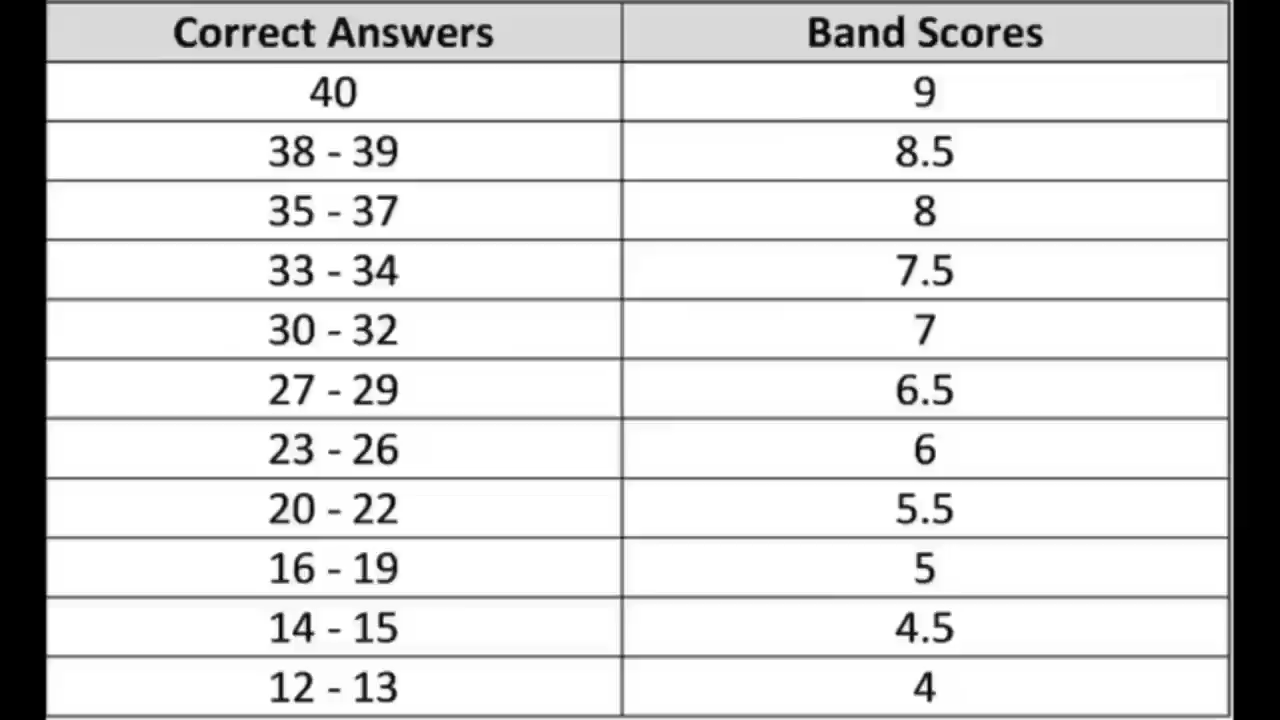 Correct Answers Band Scores
40 9
38 - 39 8.5
35 - 37 8
33 - 34 7.5
30 - 32 7
27 - 29 6.5
23 - 26 6
20 - 22 5.5
16 - 19 5
14 - 15 4.5
12 - 13 4